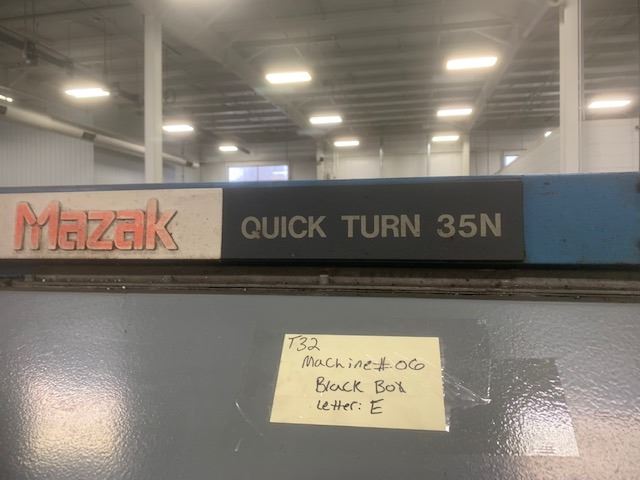 Mazak
QUICK TURN 35N
T32
Machine# 06
Black Box
Letter: E